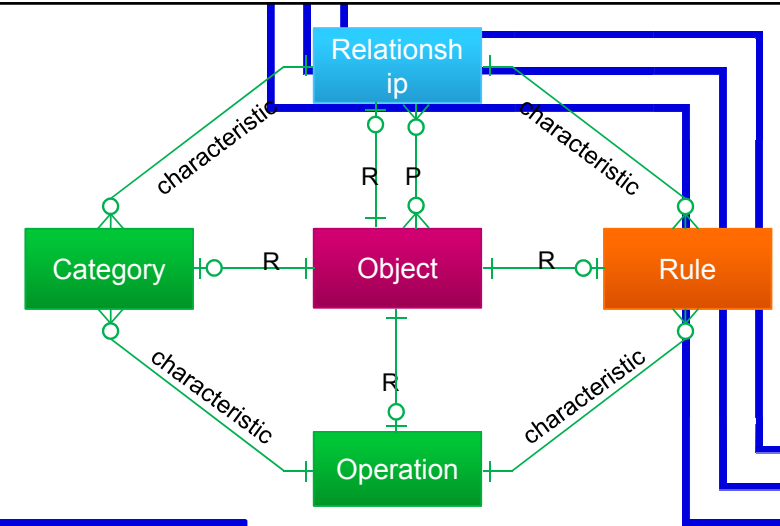 Relationsh
ip
characteristic
characteristic
R
P
Category
R
Object
R
Rule
characteristic
R
characteristic
Operation